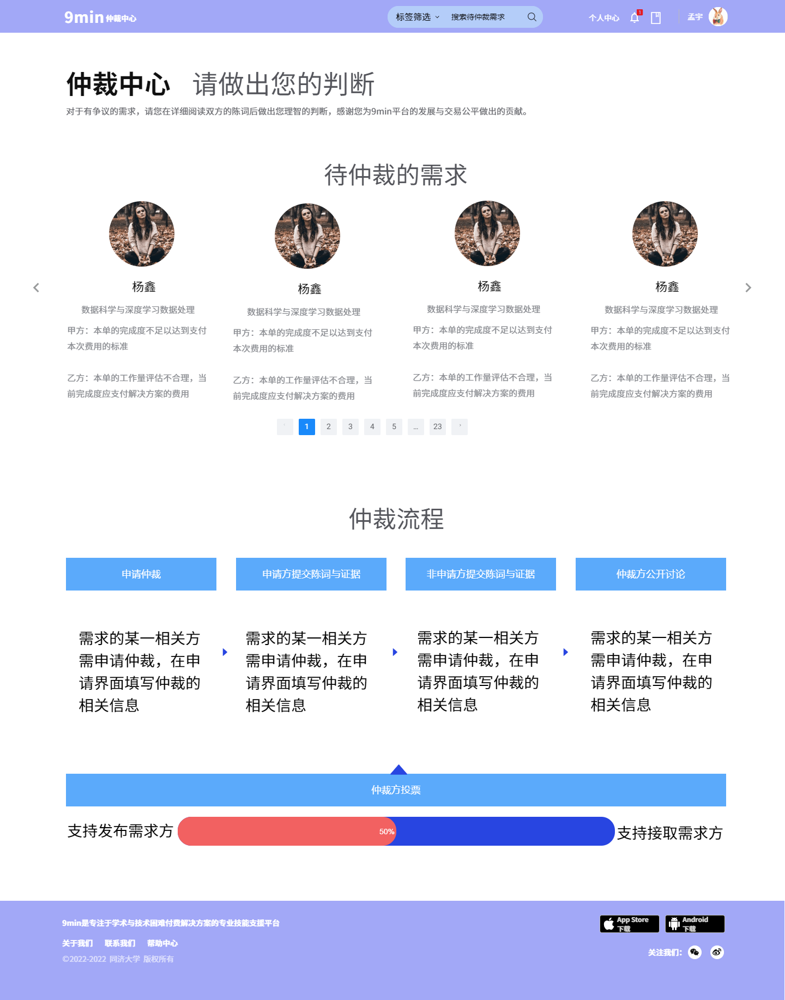 9min 仲裁中心
标签筛选 搜索待仲裁需求
个人中心 1 孟宇
仲裁中心 请做出您的判断
对于有争议的需求，请您在详细阅读双方的陈词后做出您理智的判断，感谢您为9min平台的发展与交易公平做出的贡献。
待仲裁的需求
杨鑫
数据科学与深度学习数据处理
甲方：本单的完成度不足以达到支付
本次费用的标准
乙方：本单的工作量评估不合理，当
前完成度应支付解决方案的费用
杨鑫
数据科学与深度学习数据处理
甲方：本单的完成度不足以达到支付
本次费用的标准
乙方：本单的工作量评估不合理，当
前完成度应支付解决方案的费用
杨鑫
数据科学与深度学习数据处理
甲方：本单的完成度不足以达到支付
本次费用的标准
乙方：本单的工作量评估不合理，当
前完成度应支付解决方案的费用
杨鑫
数据科学与深度学习数据处理
甲方：本单的完成度不足以达到支付
本次费用的标准
乙方：本单的工作量评估不合理，当
前完成度应支付解决方案的费用
1 2 3 4 5 ... 23
仲裁流程
申请仲裁
申请方提交陈词与证据
非申请方提交陈词与证据
仲裁方公开讨论
需求的某一相关方
需申请仲裁，在申
请界面填写仲裁的
相关信息
需求的某一相关方
需申请仲裁，在申
请界面填写仲裁的
相关信息
需求的某一相关方
需申请仲裁，在申
请界面填写仲裁的
相关信息
需求的某一相关方
需申请仲裁，在申
请界面填写仲裁的
相关信息
仲裁方投票
支持发布需求方 50% 支持接取需求方
9min是专注于学术与技术困难付费解决方案的专业技能支援平台
关于我们 联系我们 帮助中心
©2022-2022 同济大学 版权所有
App Store
下载
Android
下载
关注我们：